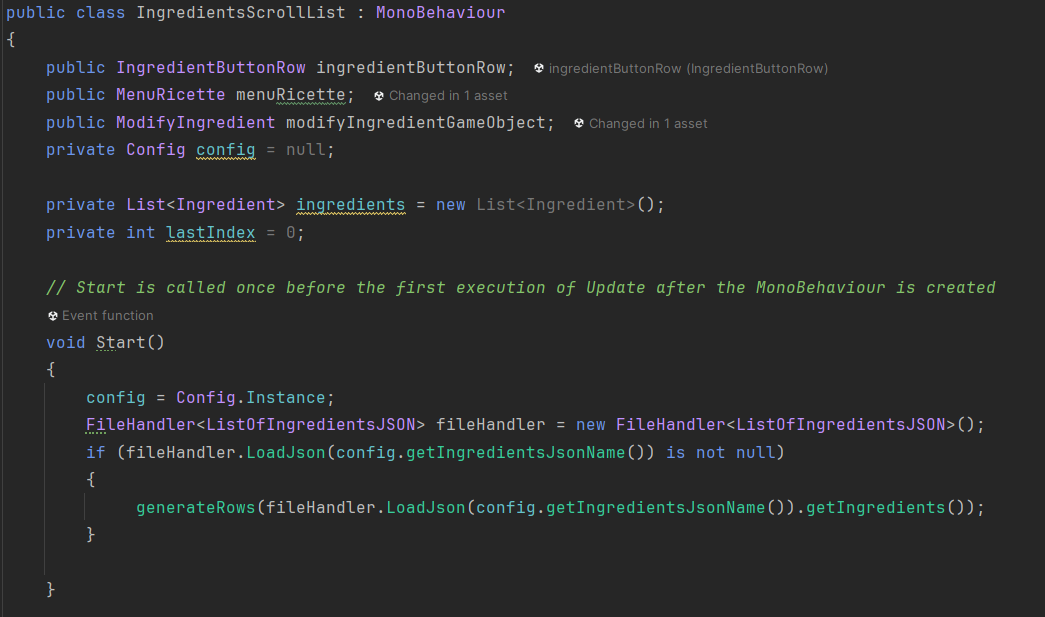 public class IngredientsScrollList : MonoBehaviour
{
public IngredientButtonRow ingredientButtonRow; ingredientButtonRow (IngredientButtonRow)
public MenuRicette menuRicette; Changed in 1 asset
public ModifyIngredient modifyIngredientGameObject; Changed in 1 asset
private Config config = null;
private List<Ingredient> ingredients = new List<Ingredient>();
private int lastIndex = 0;
// Start is called once before the first execution of Update after the MonoBehaviour is created
Event function
void Start()
{
config = Config.Instance;
FileHandler<ListOfIngredientsJSON> fileHandler = new FileHandler<ListOfIngredientsJSON>();
if (fileHandler.LoadJson(config.getIngredientsJsonName()) is not null)
{
generateRows(fileHandler.LoadJson(config.getIngredientsJsonName()).getIngredients());
}
}